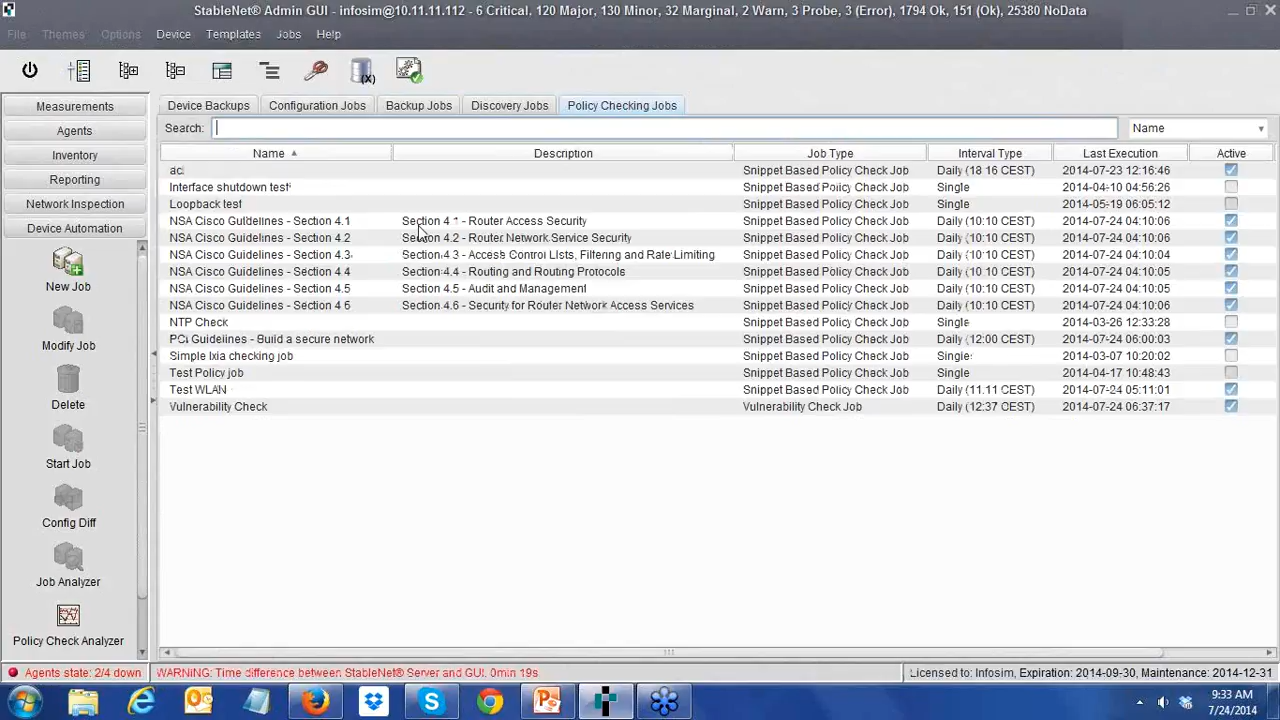 StableNet® Admin GUI - infosim@10.11.11.112 - 6 Critical, 120 Major, 130 Minor, 32 Marginal, 2 Warn, 3 Probe, 3 (Error), 1794 Ok, 151 (Ok), 25380 NoData
File Themes Options Device Templates Jobs Help
(X)
Measurements
Agents
Inventory
Reporting
Network Inspection
Device Automation
New Job
Modify Job
Delete
Start Job
Config Diff
Job Analyzer
Policy Check Analyzer
Device Backups Configuration Jobs Backup Jobs Discovery Jobs Policy Checking Jobs
Search: Name
Name Description Job Type Interval Type Last Execution Active
acl Snippet Based Policy Check Job Daily (18 16 CEST) 2014-07-23 12:16:46
Interface shutdown test Snippet Based Policy Check Job Single 2014-04-10 04:56:26
Loopback test Snippet Based Policy Check Job Single 2014-05-19 06:05:12
NSA Cisco Guidelines - Section 4.1 Section 4.1 - Router Access Security Snippet Based Policy Check Job Daily (10:10 CEST) 2014-07-24 04:10:06
NSA Cisco Guidelines - Section 4.2 Section 4.2 - Router Network Service Security Snippet Based Policy Check Job Daily (10:10 CEST) 2014-07-24 04:10:06
NSA Cisco Guidelines - Section 4.3 Section 4.3 - Access Control Lists, Filtering and Rate Limiting Snippet Based Policy Check Job Daily (10:10 CEST) 2014-07-24 04:10:04
NSA Cisco Guidelines - Section 4.4 Section 4.4 - Routing and Routing Protocols Snippet Based Policy Check Job Daily (10:10 CEST) 2014-07-24 04:10:05
NSA Cisco Guidelines - Section 4.5 Section 4.5 - Audit and Management Snippet Based Policy Check Job Daily (10:10 CEST) 2014-07-24 04:10:05
NSA Cisco Guidelines - Section 4.6 Section 4.6 - Security for Router Network Access Services Snippet Based Policy Check Job Daily (10:10 CEST) 2014-07-24 04:10:06
NTP Check Snippet Based Policy Check Job Single 2014-03-26 12:33:28
PCI Guidelines - Build a secure network Snippet Based Policy Check Job Daily (12:00 CEST) 2014-07-24 06:00:03
Simple Ixia checking job Snippet Based Policy Check Job Single 2014-03-07 10:20:02
Test Policy job Snippet Based Policy Check Job Single 2014-04-17 10:48:43
Test WLAN Snippet Based Policy Check Job Daily (11.11 CEST) 2014-07-24 05:11:01
Vulnerability Check Vulnerability Check Job Daily (12:37 CEST) 2014-07-24 06:37:17
Agents state: 2/4 down WARNING: Time difference between StableNet® Server and GUI. 0min 19s Licensed to: Infosim, Expiration: 2014-09-30, Maintenance: 2014-12-31
9:33 AM
7/24/2014